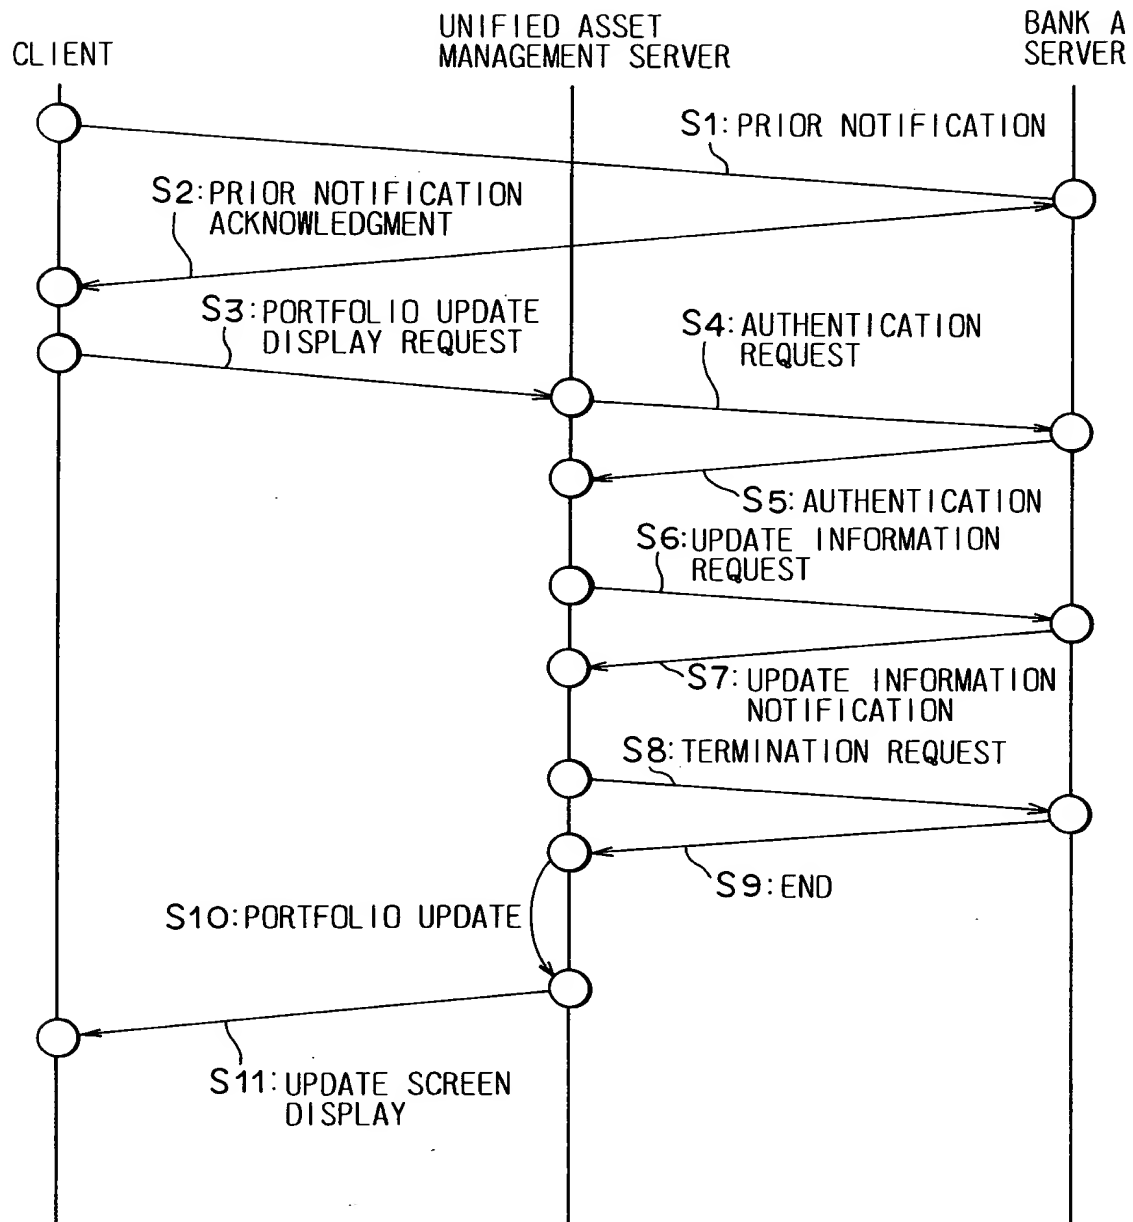 CLIENT
UNIFIED ASSET
MANAGEMENT SERVER
BANK A
SERVER
S1: PRIOR NOTIFICATION
S2: PRIOR NOTIFICATION
ACKNOWLEDGMENT
S3: PORTFOLIO UPDATE
DISPLAY REQUEST
S4: AUTHENTICATION
REQUEST
S5: AUTHENTICATION
S6: UPDATE INFORMATION
REQUEST
S7: UPDATE INFORMATION
NOTIFICATION
S8: TERMINATION REQUEST
S9: END
S10: PORTFOLIO UPDATE
S11: UPDATE SCREEN
DISPLAY